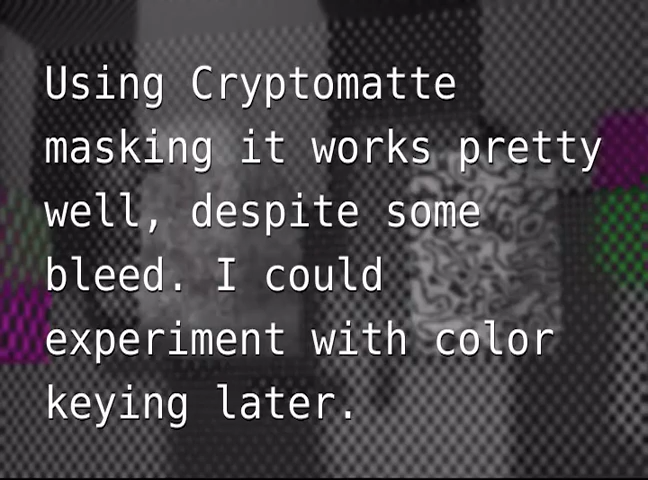 Using Cryptomatte
masking it works pretty
well, despite some
bleed. I could
experiment with color
keying later.